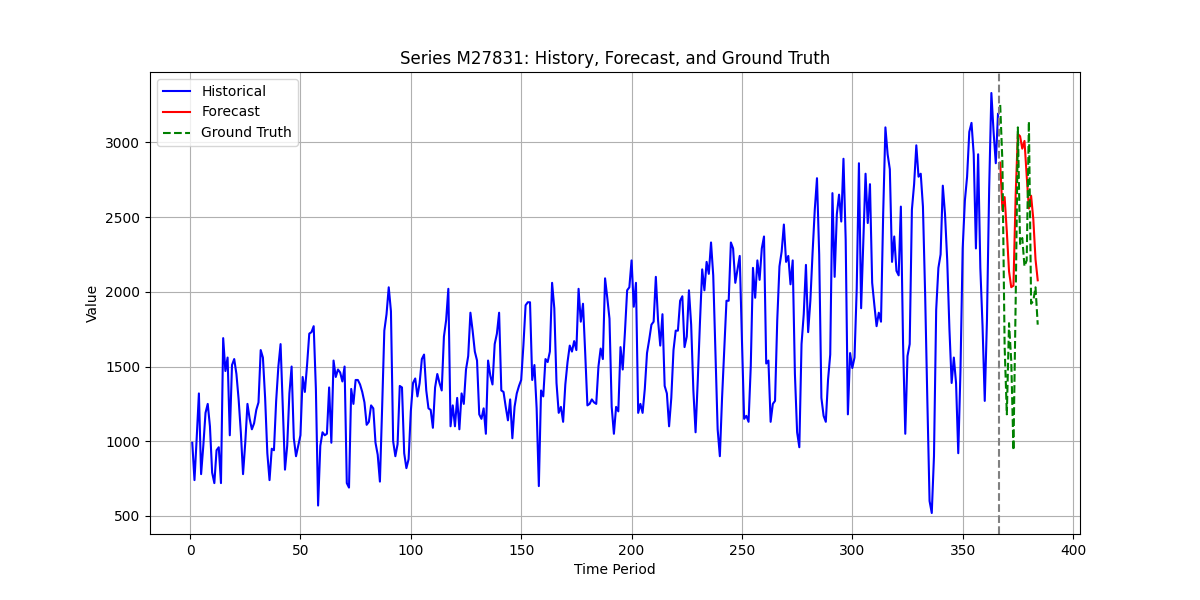 Series M27831: History, Forecast, and Ground Truth
Historical
Forecast
Ground Truth
Value
3000
2500
2000
1500
1000
500
0
50
100
150
200
250
300
350
400
Time Period